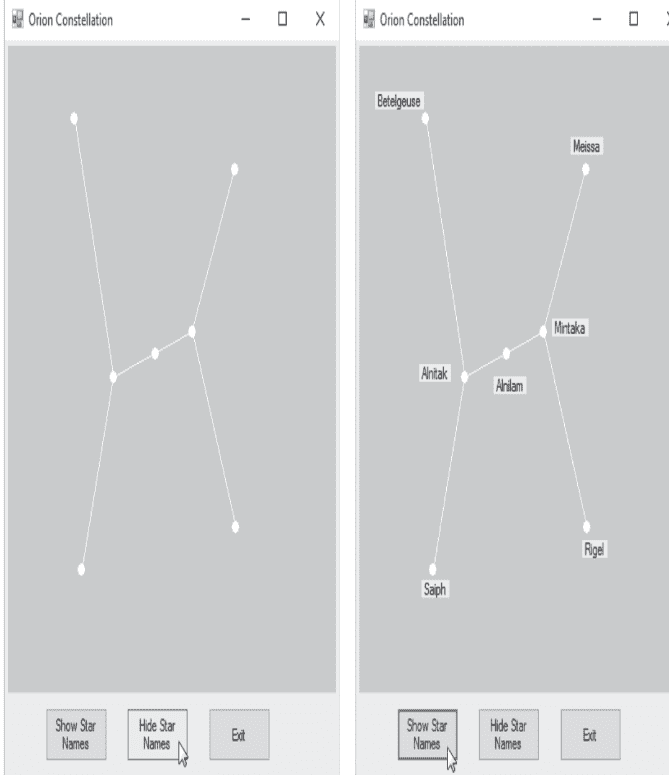 Orion Constellation
Show Star
Names
Hide Star
Names
Exit
Orion Constellation
Betelgeuse
Meissa
Mintaka
Alnitak
Alnilam
Rigel
Saiph
Show Star
Names
Hide Star
Names
Exit